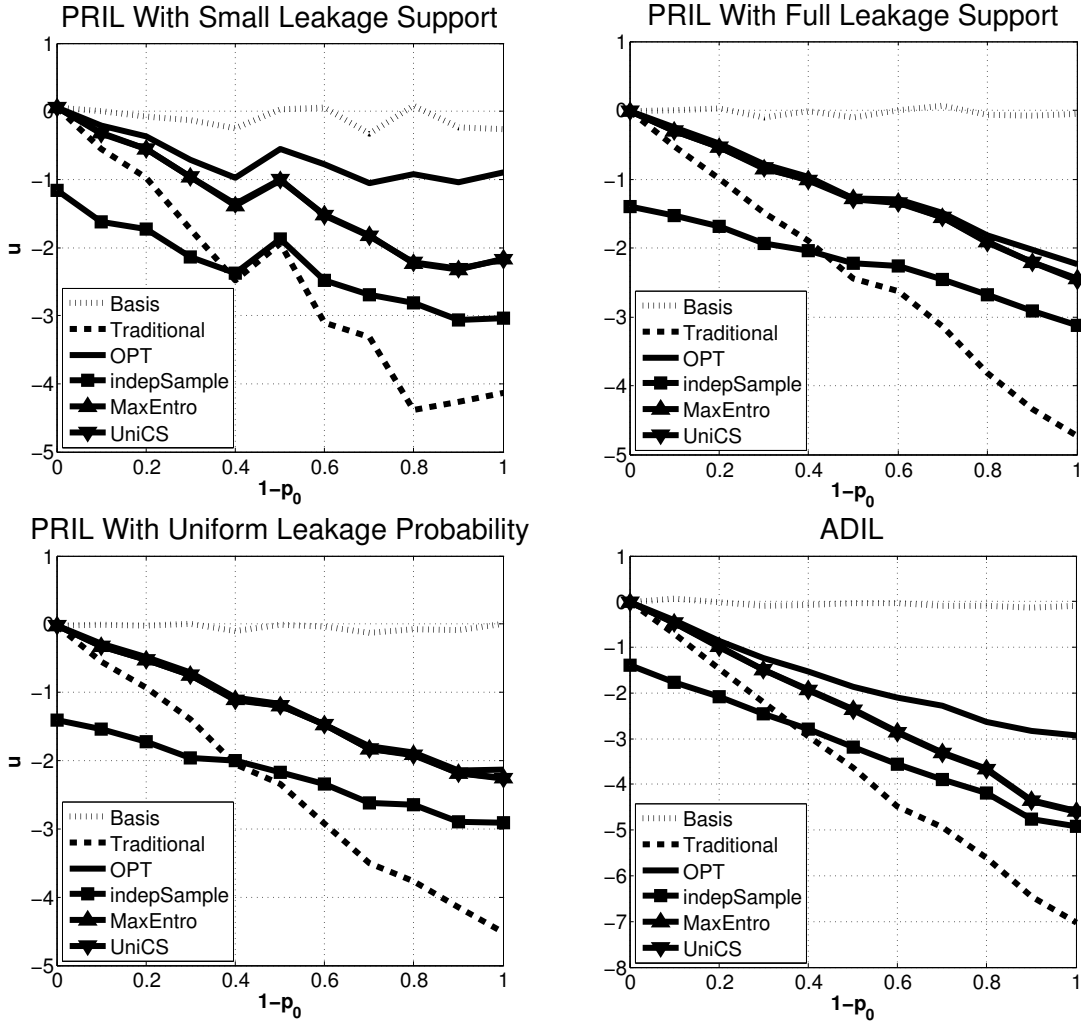 PRIL With Small Leakage Support
1
0
−1
−2
−3
−4
−5
u
0
0.2
0.4
0.6
0.8
1
1−p0
Basis
Traditional
OPT
indepSample
MaxEntro
UniCS
PRIL With Full Leakage Support
1
0
−1
−2
−3
−4
−5
0
0.2
0.4
0.6
0.8
1
1−p0
Basis
Traditional
OPT
indepSample
MaxEntro
UniCS
PRIL With Uniform Leakage Probability
1
0
−1
−2
−3
−4
−5
u
0
0.2
0.4
0.6
0.8
1
1−p0
Basis
Traditional
OPT
indepSample
MaxEntro
UniCS
ADIL
1
0
−1
−2
−3
−4
−5
−6
−7
−8
0
0.2
0.4
0.6
0.8
1
1−p0
Basis
Traditional
OPT
indepSample
MaxEntro
UniCS